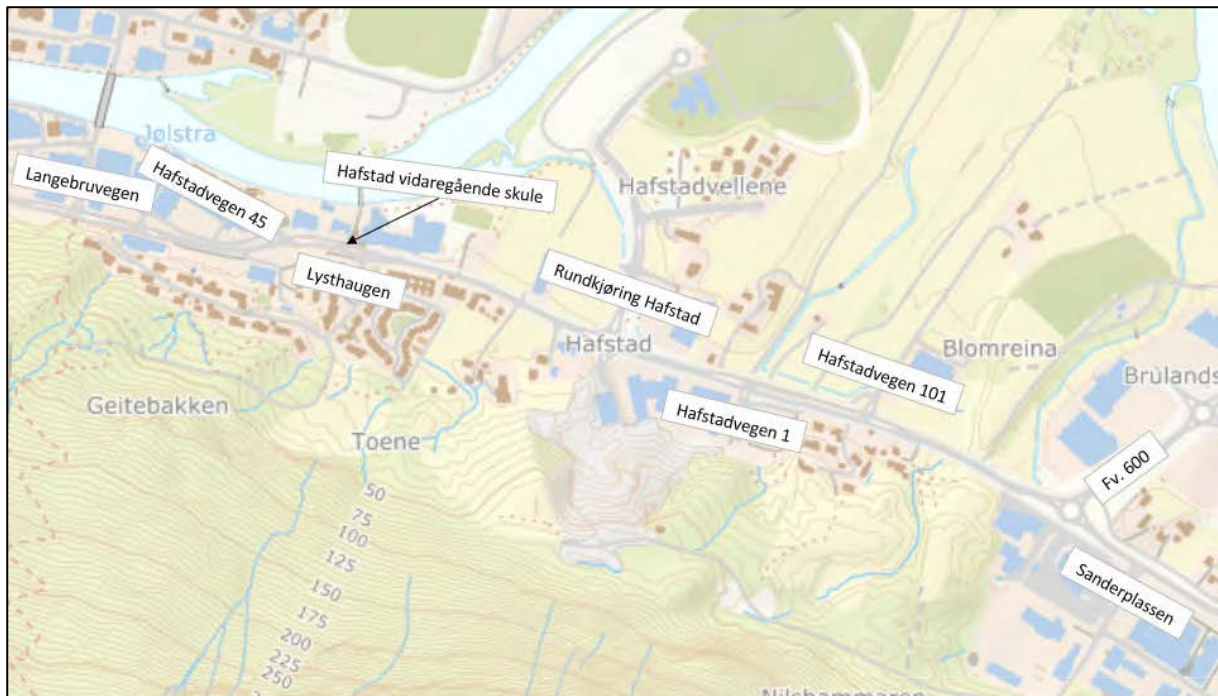 Jølstra
Langebruvegen
Hafstadvegen 45
Hafstad vidaregåande skule
Hafstadvellene
Lysthaugen
Rundkjøring Hafstad
Hafstad
Hafstadvegen 101
Blomreina
Brulands
Geitebakken
Toene
Hafstadvegen 1
Fv. 600
50
75
100
125
150
175
200
225
250
Sanderplassen